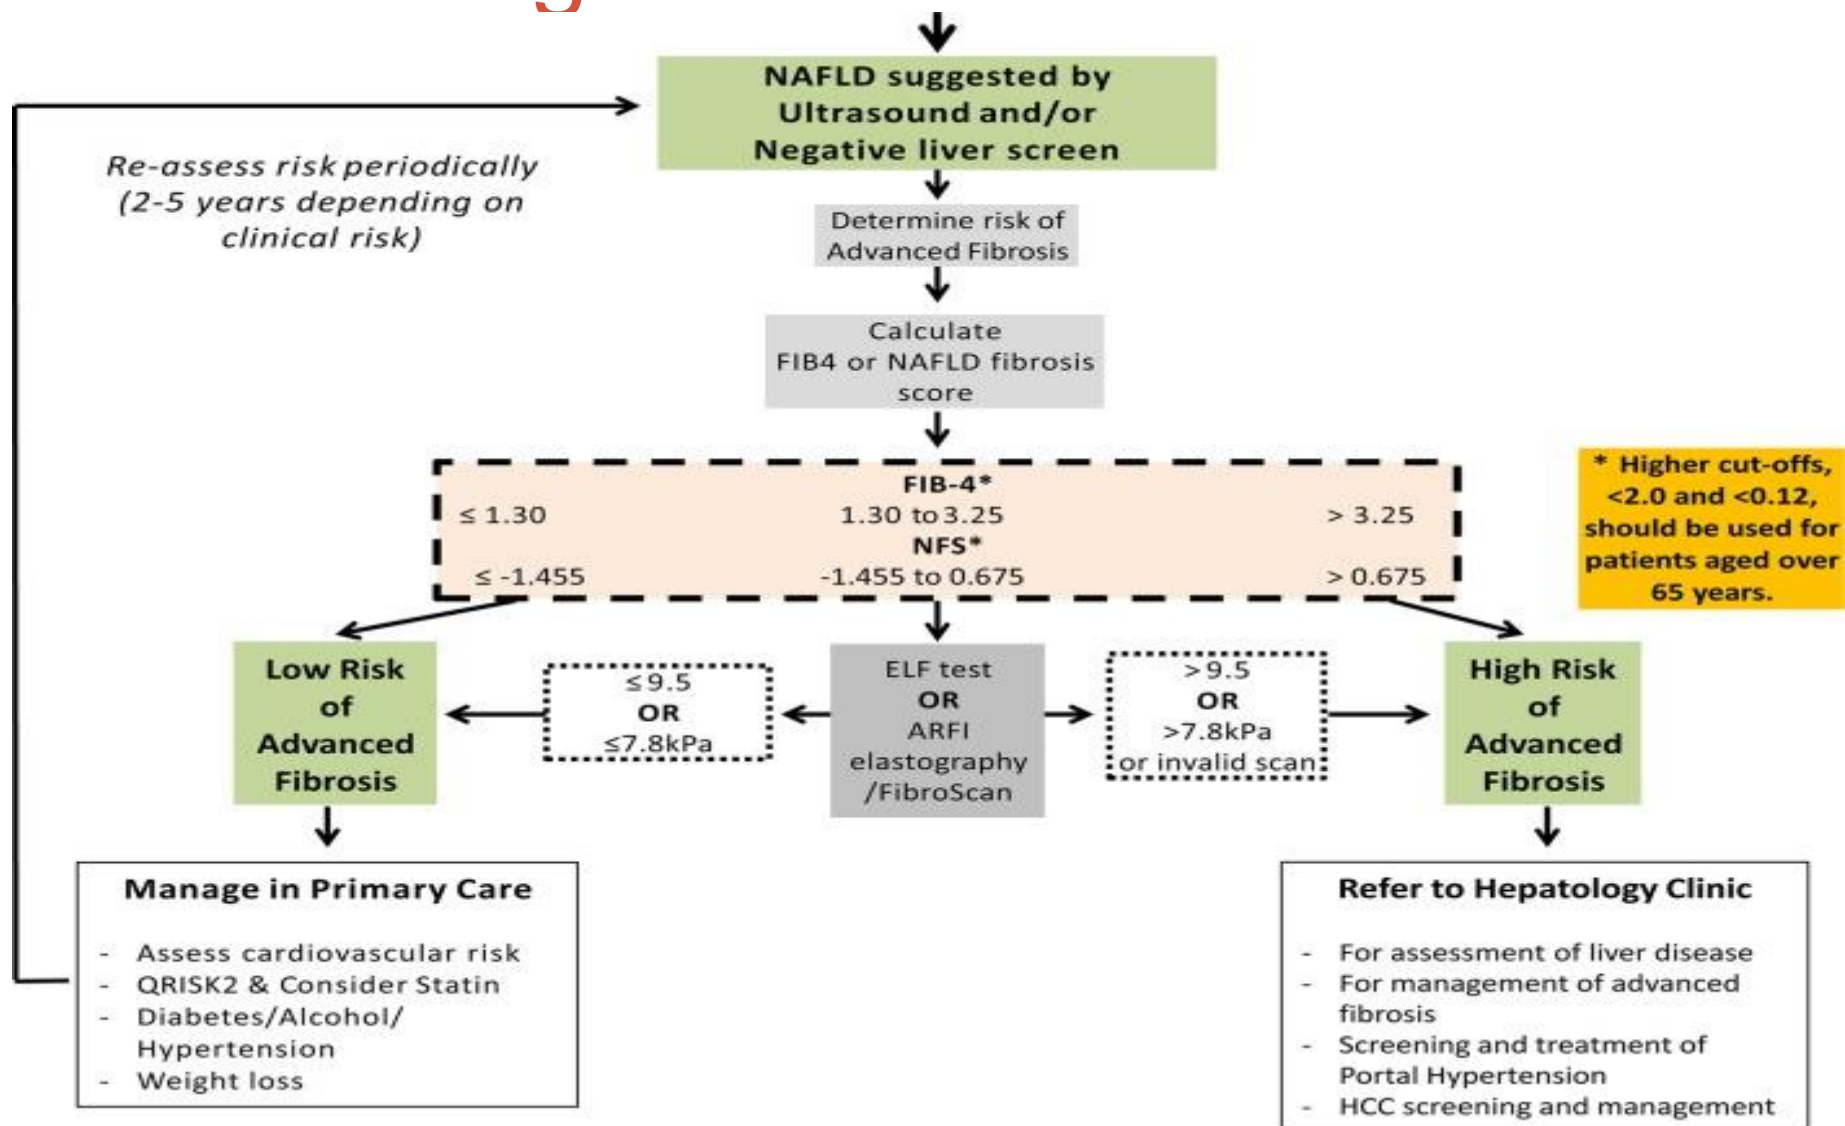 NAFLD suggested by
Ultrasound and/or
Negative liver screen
Re-assess risk periodically
(2-5 years depending on
clinical risk)
Determine risk of
Advanced Fibrosis
Calculate
FIB4 or NAFLD fibrosis
score
FIB-4*
≤ 1.30 1.30 to 3.25 > 3.25
NFS*
≤ -1.455 -1.455 to 0.675 > 0.675
* Higher cut-offs,
<2.0 and <0.12,
should be used for
patients aged over
65 years.
Low Risk
of
Advanced
Fibrosis
≤9.5
OR
≤7.8kPa
ELF test
OR
ARFI
elastography
/FibroScan
>9.5
OR
>7.8kPa
or invalid scan
High Risk
of
Advanced
Fibrosis
Manage in Primary Care
- Assess cardiovascular risk
- QRISK2 & Consider Statin
- Diabetes/Alcohol/
Hypertension
- Weight loss
Refer to Hepatology Clinic
- For assessment of liver disease
- For management of advanced
fibrosis
- Screening and treatment of
Portal Hypertension
- HCC screening and management